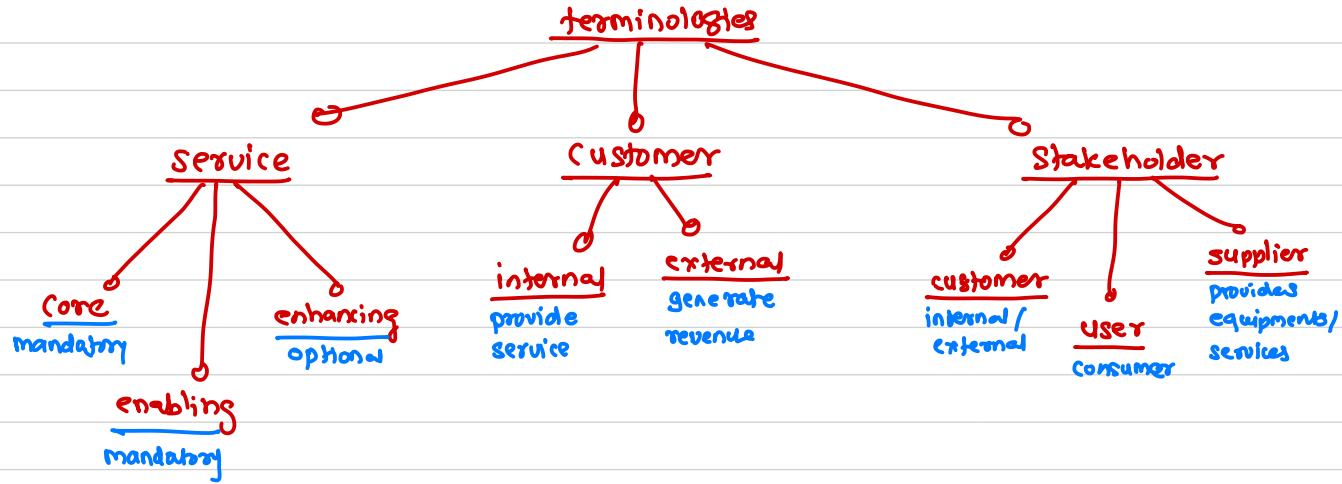 terminologies
service
customer
stakeholder
core
mandatory
enabling
mandatory
enhancing
optional
internal
provide
service
external
generate
revenue
customer
internal/
external
user
consumer
supplier
provides
equipments/
services